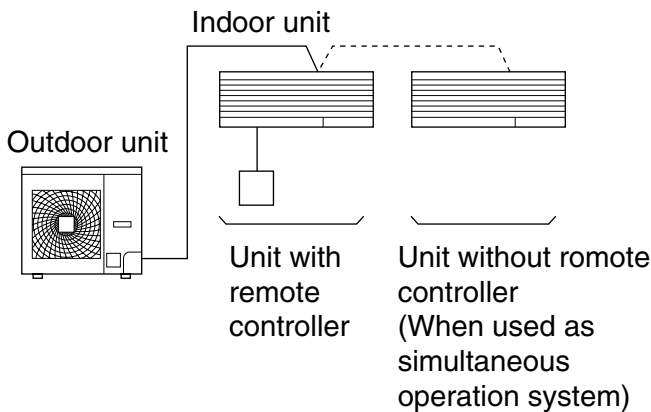 Indoor unit
Outdoor unit
Unit with
remote
controller
Unit without romote
controller
(When used as
simultaneous
operation system)